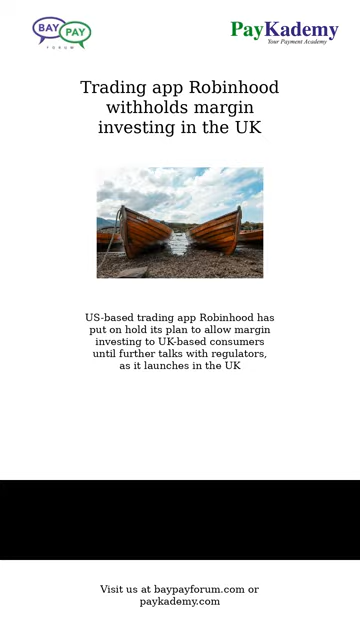 BAY PAY
FORUM
PayKademy
Your Payment Academy
Trading app Robinhood
withholds margin
investing in the UK
US-based trading app Robinhood has
put on hold its plan to allow margin
investing to UK-based consumers
until further talks with regulators,
as it launches in the UK
Visit us at baypayforum.com or
paykademy.com